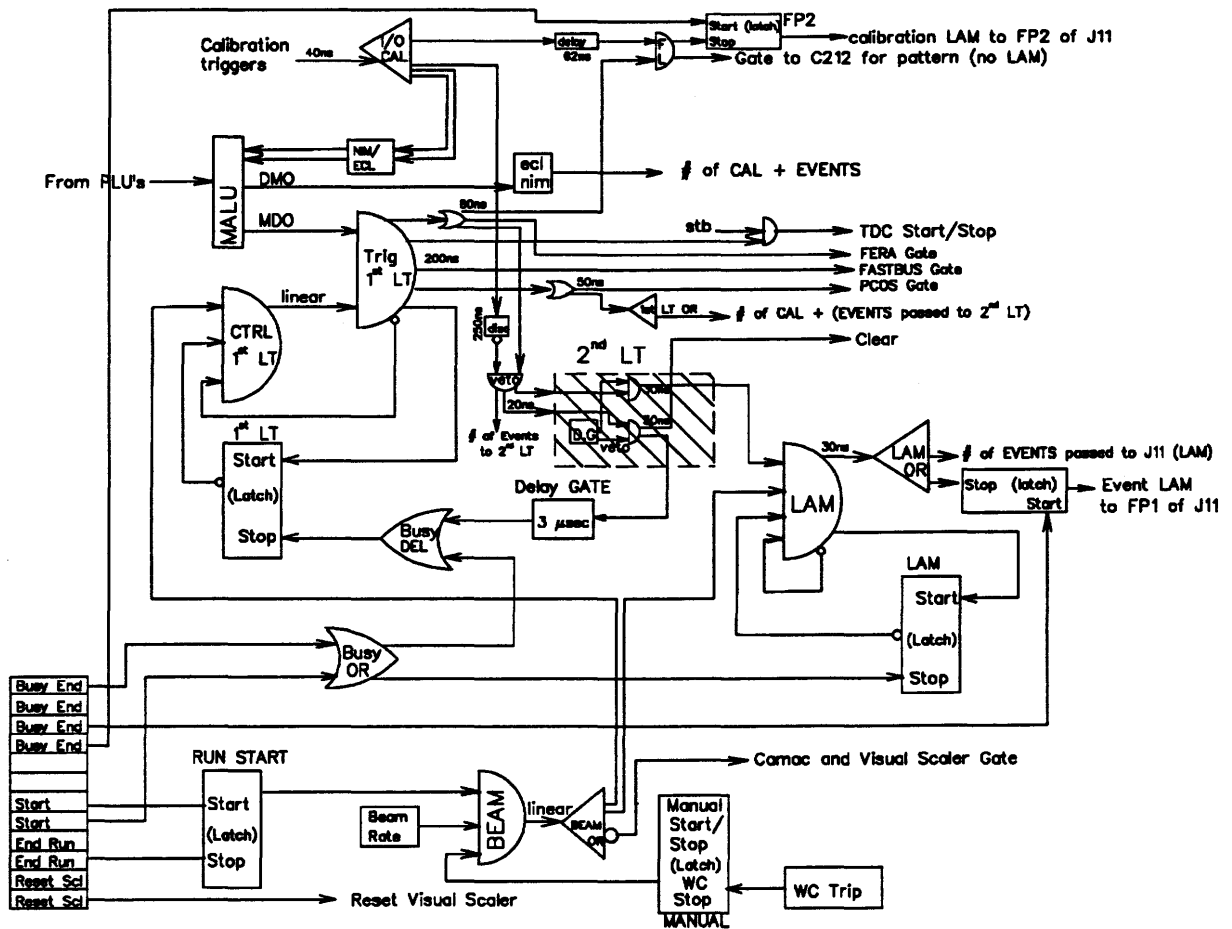 FP2
Start (latch)
Stop
calibration LAM to FP2 of J11
Gate to C212 for pattern (no LAM)
Calibration
triggers
40ns
I/O
CAL
delay
62ns
NIM/
ECL
ecl
nim
# of CAL + EVENTS
From PLU's
MALU
DMO
MDO
80ns
stb
TDC Start/Stop
FERA Gate
FASTBUS Gate
PCOS Gate
Trig
1st LT
200ns
50ns
1st LT OR
# of CAL + (EVENTS passed to 2nd LT)
Clear
linear
CTRL
1st LT
250ns
disc
veto
2nd LT
20ns
D.G
veto
# of Events
to 2nd LT
1st LT
Start
(Latch)
Stop
Delay GATE
3 μsec
Busy
DEL
LAM
30ns
LAM
OR
# of EVENTS passed to J11 (LAM)
Stop (latch)
Start
Event LAM
to FP1 of J11
LAM
Start
(Latch)
Stop
Busy
OR
Busy End
Busy End
Busy End
Busy End
Start
Start
End Run
End Run
Reset Scl
Reset Scl
RUN START
Start
(Latch)
Stop
Beam
Rate
BEAM
linear
BEAM
OR
Camac and Visual Scaler Gate
Manual
Start/
Stop
(Latch)
WC
Stop
MANUAL
WC Trip
Reset Visual Scaler